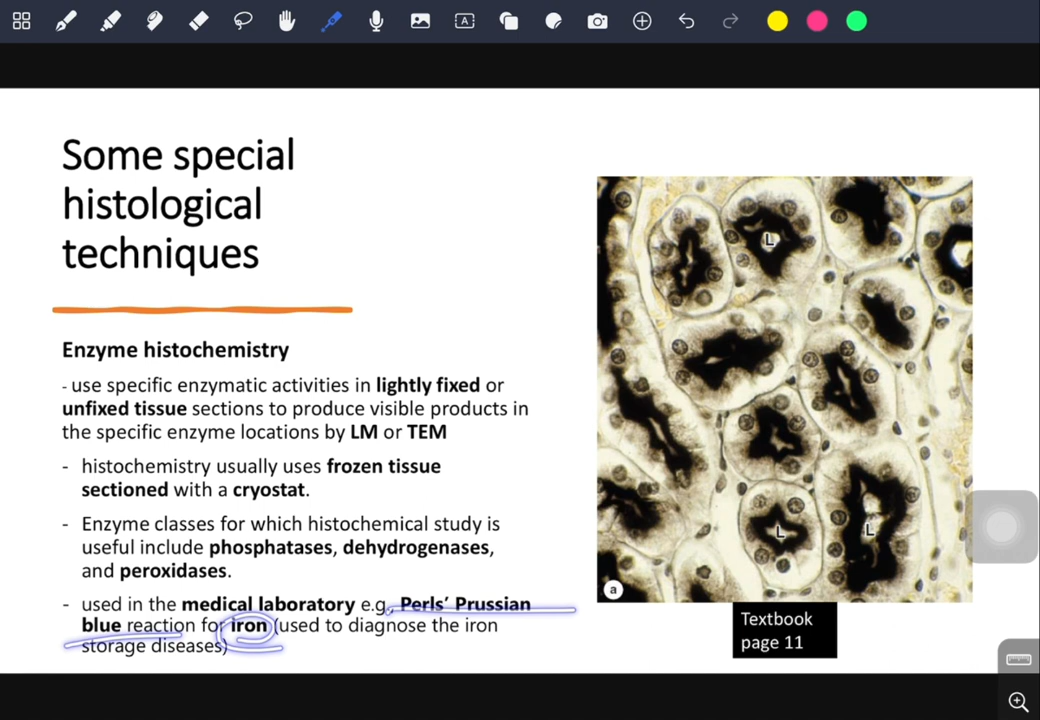 Some special
histological
techniques
Enzyme histochemistry
- use specific enzymatic activities in lightly fixed or
unfixed tissue sections to produce visible products in
the specific enzyme locations by LM or TEM
- histochemistry usually uses frozen tissue
sectioned with a cryostat.
- Enzyme classes for which histochemical study is
useful include phosphatases, dehydrogenases,
and peroxidases.
- used in the medical laboratory e.g., Perls’ Prussian
blue reaction for iron (used to diagnose the iron
storage diseases)
L
L
L
a
Textbook
page 11
A